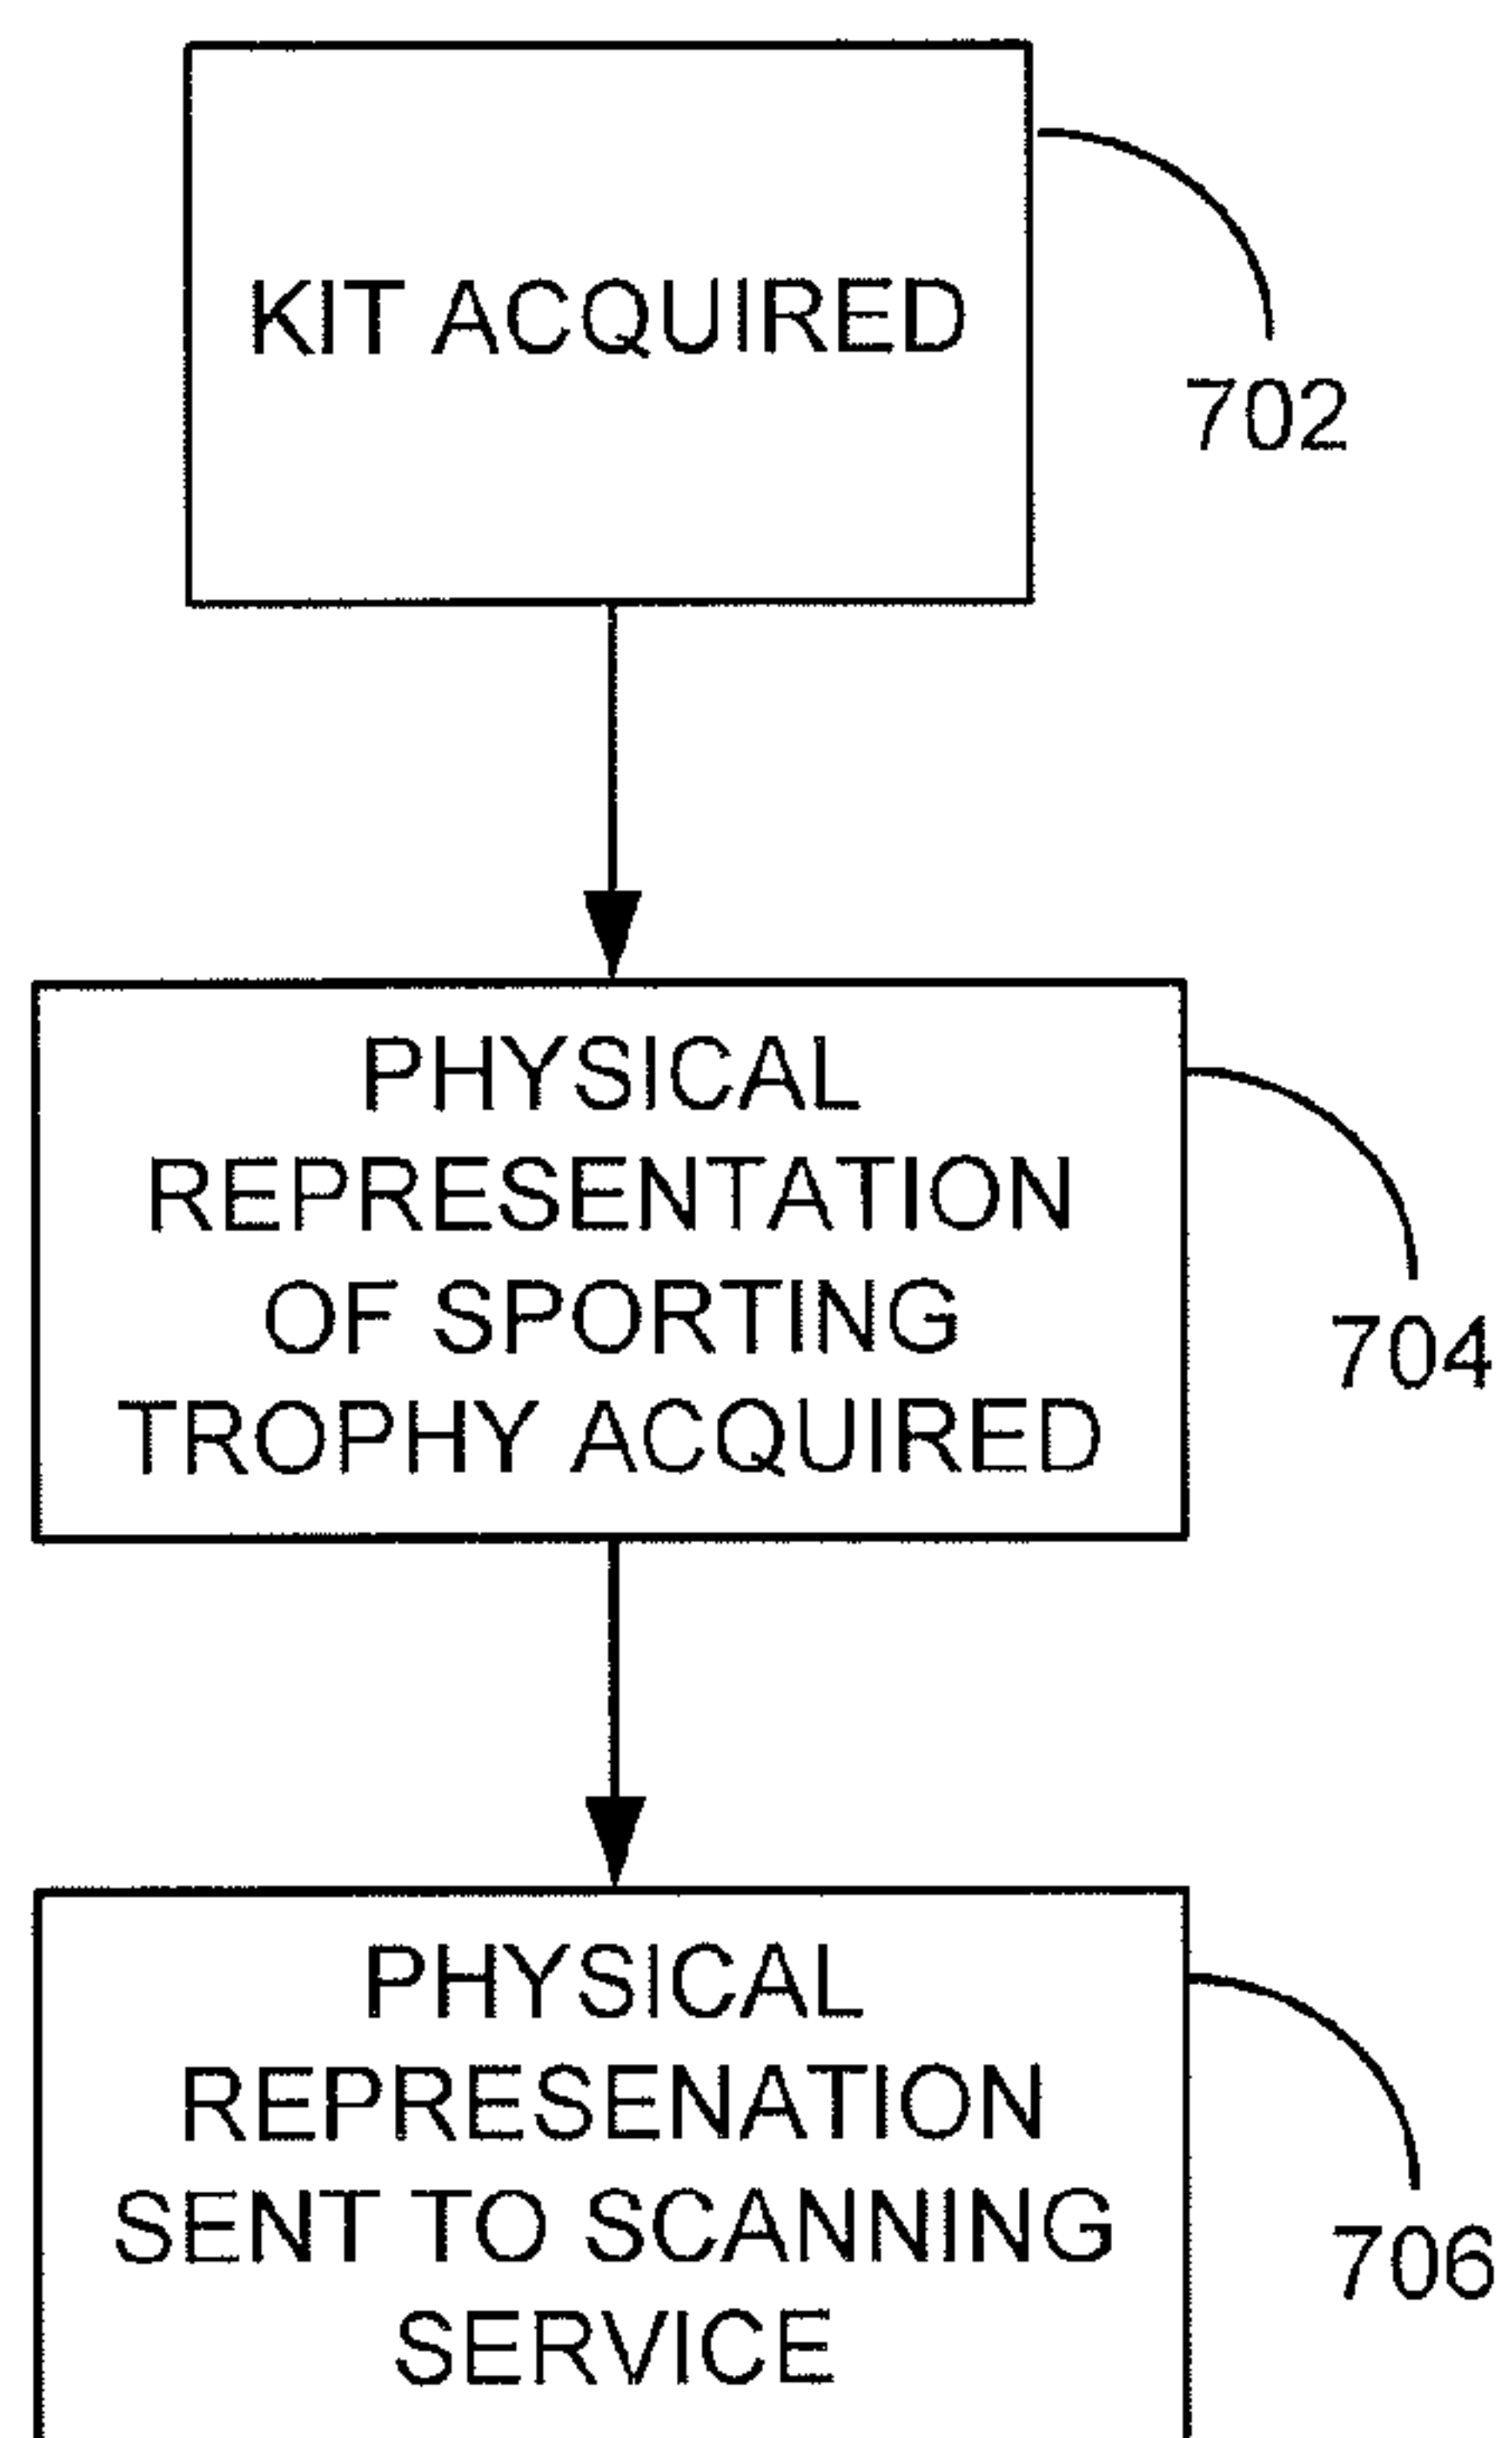 KIT ACQUIRED
702
PHYSICAL
REPRESENTATION
OF SPORTING
TROPHY ACQUIRED
704
PHYSICAL
REPRESENATION
SENT TO SCANNING
SERVICE
706